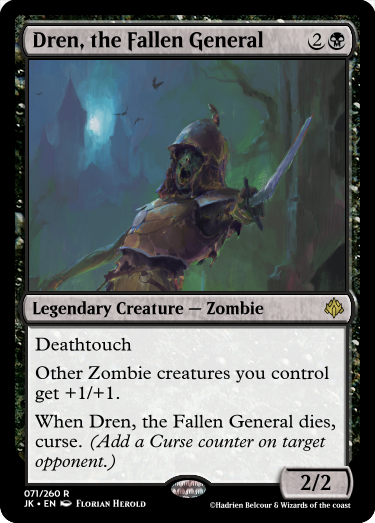 Dren, the Fallen General 2
Legendary Creature — Zombie
Deathtouch
Other Zombie creatures you control
get +1/+1.
When Dren, the Fallen General dies,
curse. (Add a Curse counter on target
opponent.)
2/2
071/260 R
JK • EN Florian Herold
©Hadrien Belcour & Wizards of the coast